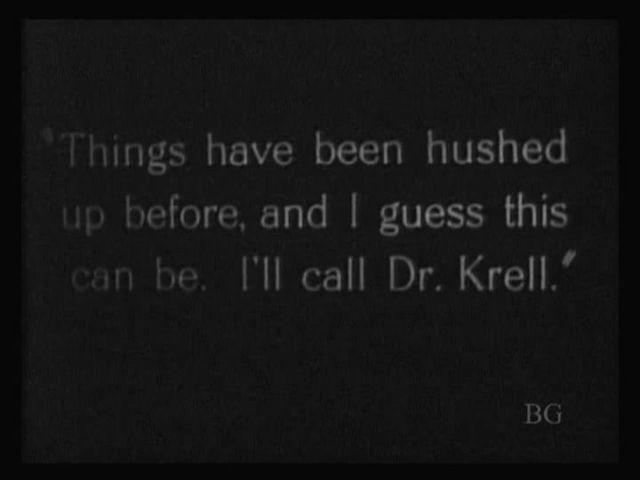 "Things have been hushed
up before, and I guess this
can be. I'll call Dr. Krell."
BG